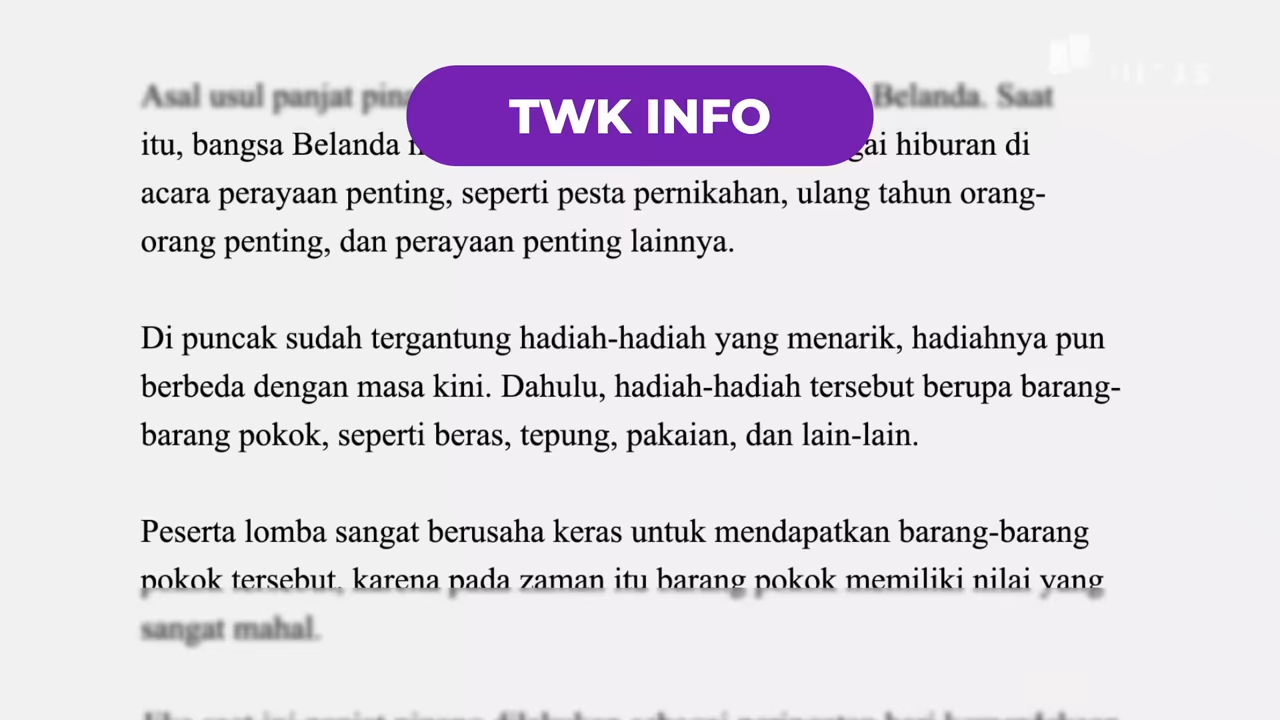 TWK INFO
Asal usul panjat Belanda. Saat
itu, bangsa Belanda hiburan di
acara perayaan penting, seperti pesta pernikahan, ulang tahun orang-
orang penting, dan perayaan penting lainnya.
Di puncak sudah tergantung hadiah-hadiah yang menarik, hadiahnya pun
berbeda dengan masa kini. Dahulu, hadiah-hadiah tersebut berupa barang-
barang pokok, seperti beras, tepung, pakaian, dan lain-lain.
Peserta lomba sangat berusaha keras untuk mendapatkan barang-barang
pokok tersebut, karena pada zaman itu barang pokok memiliki nilai yang
sangat mahal.